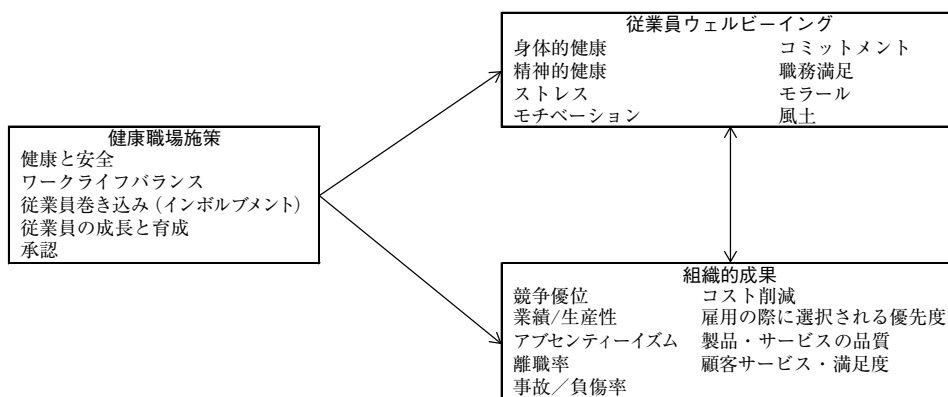 従業員ウェルビーイング
身体的健康 コミットメント
精神的健康 職務満足
ストレス モラール
モチベーション 風土
健康職場施策
健康と安全
ワークライフバランス
従業員巻き込み（インボルブメント）
従業員の成長と育成
承認
組織的成果
競争優位 コスト削減
業績/生産性 雇用の際に選択される優先度
アブセンティーイズム 製品・サービスの品質
離職率 顧客サービス・満足度
事故／負傷率